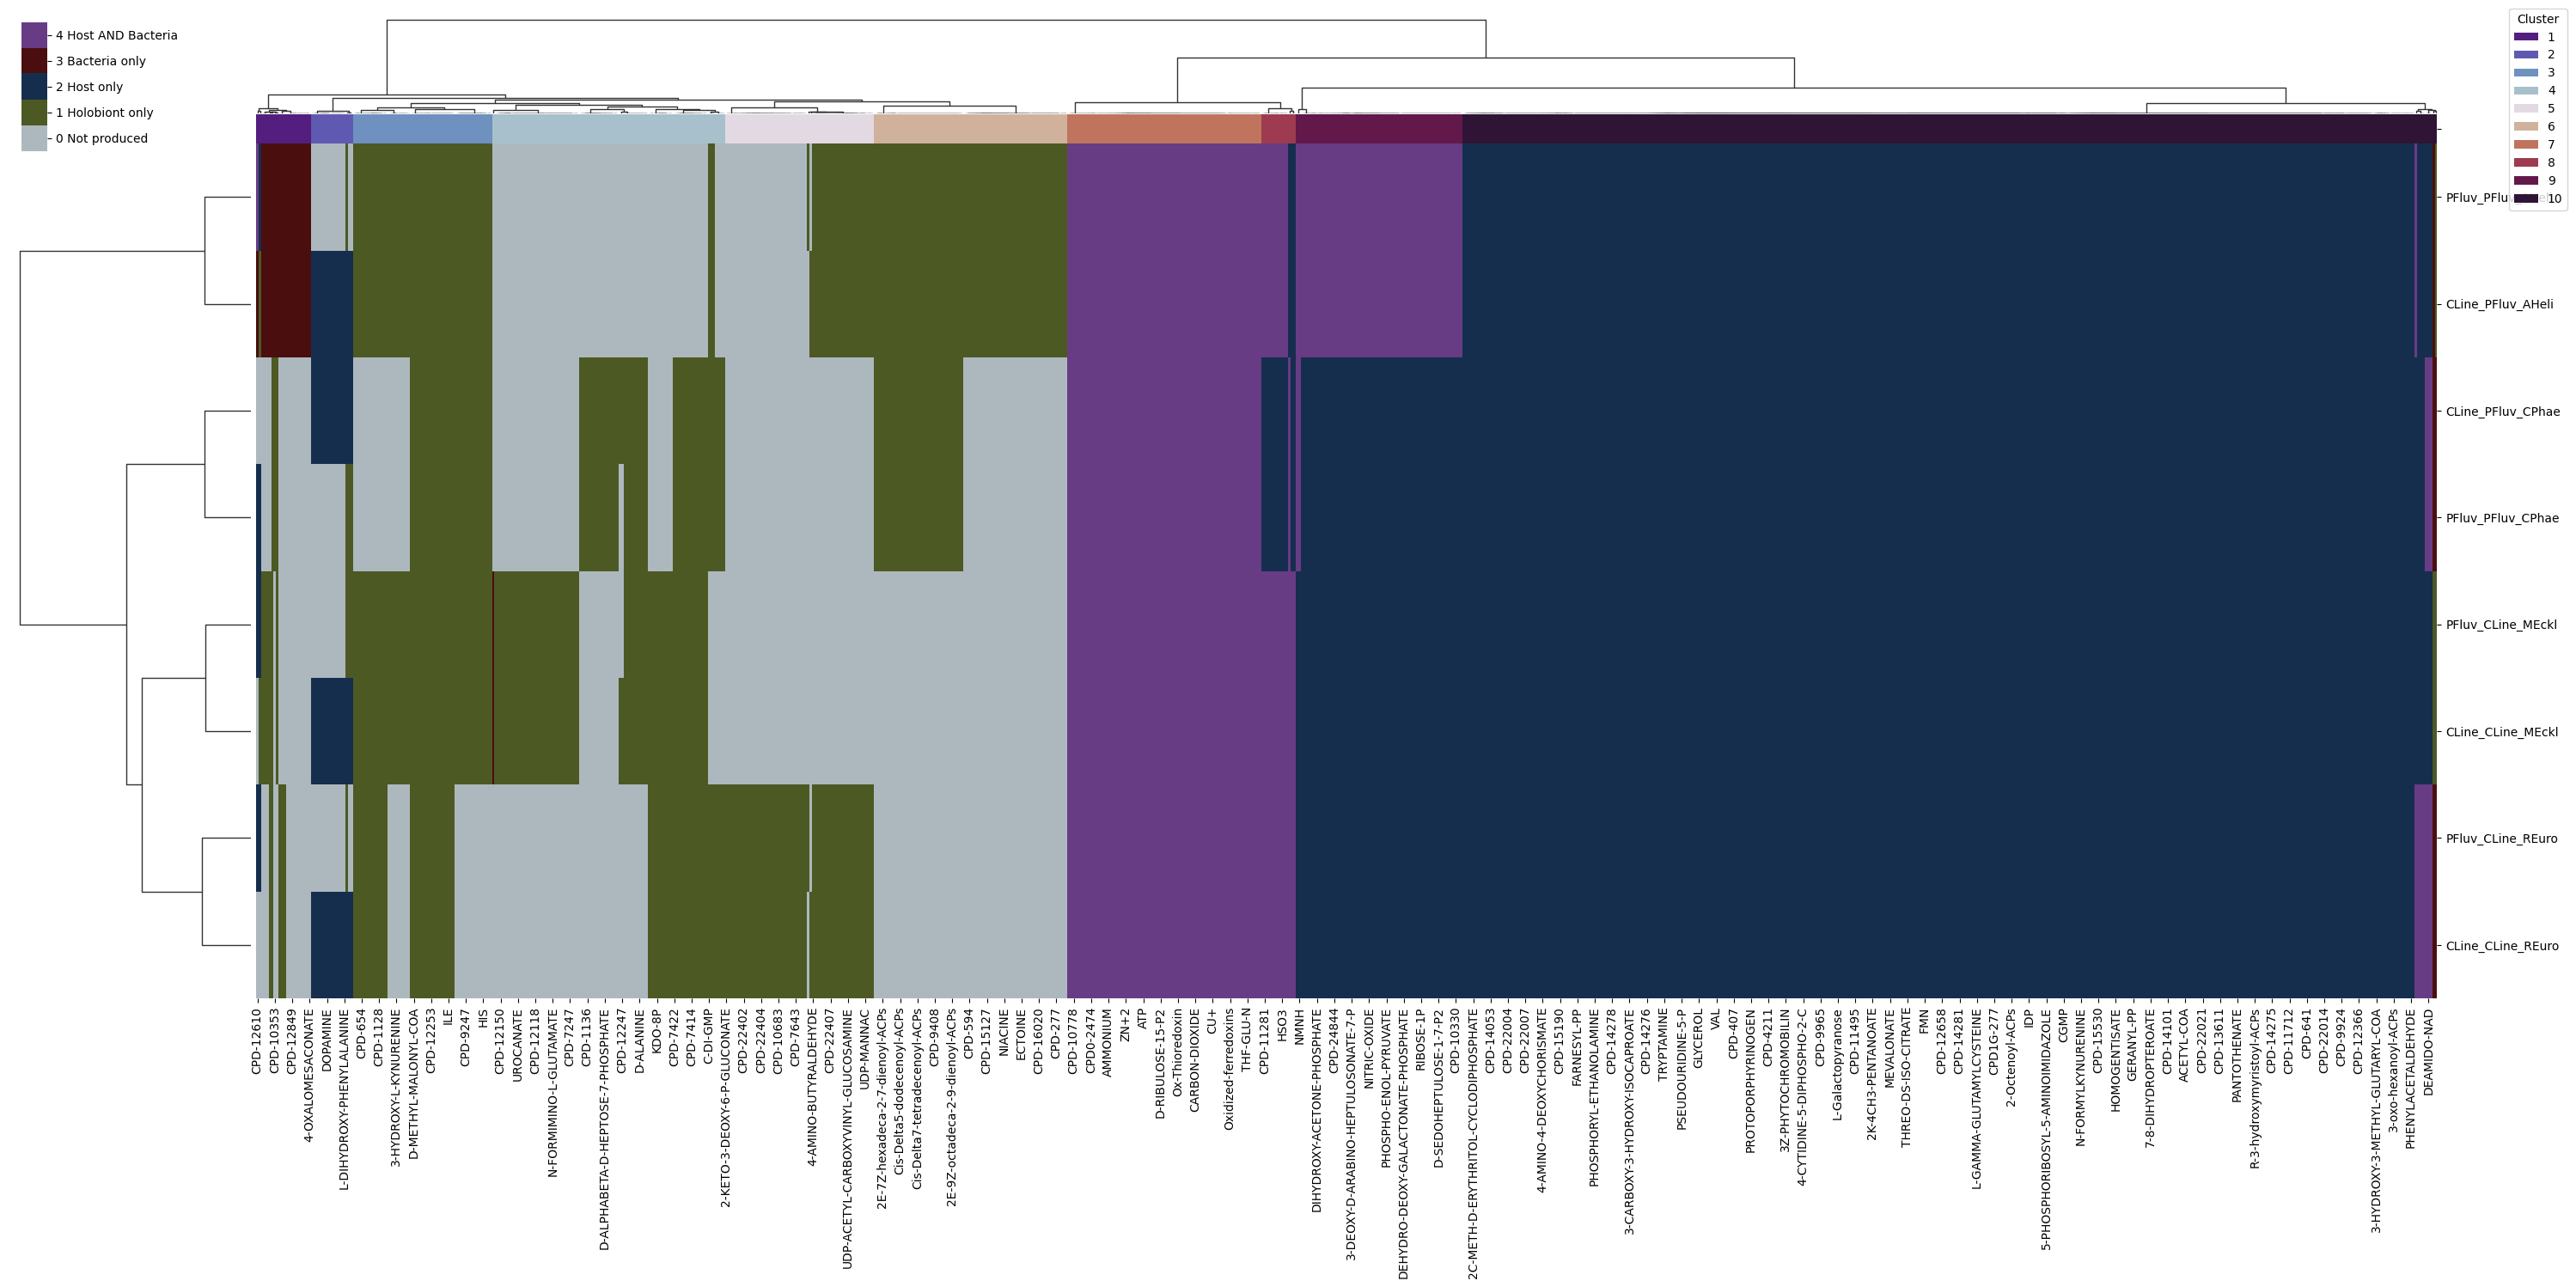 4 Host AND Bacteria
3 Bacteria only
2 Host only
1 Holobiont only
0 Not produced
Cluster
1
2
3
4
5
6
7
8
9
10
CLine_PFluv_AHeli
CLine_PFluv_CPhae
PFluv_PFluv_CPhae
PFluv_CLine_MEckl
CLine_CLine_MEckl
PFluv_CLine_REuro
CLine_CLine_REuro
CPD-12610
CPD-10353
CPD-12849
4-OXALOMESACONATE
DOPAMINE
L-DIHYDROXY-PHENYLALANINE
CPD-654
CPD-1128
3-HYDROXY-L-KYNURENINE
D-METHYL-MALONYL-COA
CPD-12253
ILE
CPD-9247
HIS
CPD-12150
UROCANATE
CPD-12118
N-FORMIMINO-L-GLUTAMATE
CPD-7247
CPD-1136
D-ALPHABETA-D-HEPTOSE-7-PHOSPHATE
CPD-12247
D-ALANINE
KDO-8P
CPD-7422
CPD-7414
C-DI-GMP
2-KETO-3-DEOXY-6-P-GLUCONATE
CPD-22402
CPD-22404
CPD-10683
CPD-7643
4-AMINO-BUTYRALDEHYDE
CPD-22407
UDP-ACETYL-CARBOXYVINYL-GLUCOSAMINE
UDP-MANNAC
2E-7Z-hexadeca-2-7-dienoyl-ACPs
Cis-Delta5-dodecenoyl-ACPs
Cis-Delta7-tetradecenoyl-ACPs
CPD-9408
2E-9Z-octadeca-2-9-dienoyl-ACPs
CPD-594
CPD-15127
NIACINE
ECTOINE
CPD-16020
CPD-277
CPD-10778
CPD0-2474
AMMONIUM
ZN+2
ATP
D-RIBULOSE-15-P2
Ox-Thioredoxin
CARBON-DIOXIDE
CU+
Oxidized-ferredoxins
THF-GLU-N
CPD-11281
HSO3
NMNH
DIHYDROXY-ACETONE-PHOSPHATE
CPD-24844
3-DEOXY-D-ARABINO-HEPTULOSONATE-7-P
NITRIC-OXIDE
PHOSPHO-ENOL-PYRUVATE
DEHYDRO-DEOXY-GALACTONATE-PHOSPHATE
RIBOSE-1P
D-SEDOHEPTULOSE-1-7-P2
CPD-10330
2C-METH-D-ERYTHRITOL-CYCLODIPHOSPHATE
CPD-14053
CPD-22004
CPD-22007
4-AMINO-4-DEOXYCHORISMATE
CPD-15190
FARNESYL-PP
PHOSPHORYL-ETHANOLAMINE
CPD-14278
3-CARBOXY-3-HYDROXY-ISOCAPROATE
CPD-14276
TRYPTAMINE
PSEUDOURIDINE-5-P
GLYCEROL
VAL
CPD-407
PROTOPORPHYRINOGEN
CPD-4211
3Z-PHYTOCHROMOBILIN
4-CYTIDINE-5-DIPHOSPHO-2-C
CPD-9965
L-Galactopyranose
CPD-11495
2K-4CH3-PENTANOATE
MEVALONATE
THREO-DS-ISO-CITRATE
FMN
CPD-12658
CPD-14281
L-GAMMA-GLUTAMYLCYSTEINE
CPD1G-277
2-Octenoyl-ACPs
IDP
5-PHOSPHORIBOSYL-5-AMINOIMIDAZOLE
CGMP
N-FORMYLKYNURENINE
CPD-15530
HOMOGENTISATE
GERANYL-PP
7-8-DIHYDROPTEROATE
CPD-14101
ACETYL-COA
CPD-22021
CPD-13611
PANTOTHENATE
R-3-hydroxymyristoyl-ACPs
CPD-14275
CPD-11712
CPD-641
CPD-22014
CPD-9924
CPD-12366
3-HYDROXY-3-METHYL-GLUTARYL-COA
3-oxo-hexanoyl-ACPs
PHENYLACETALDEHYDE
DEAMIDO-NAD